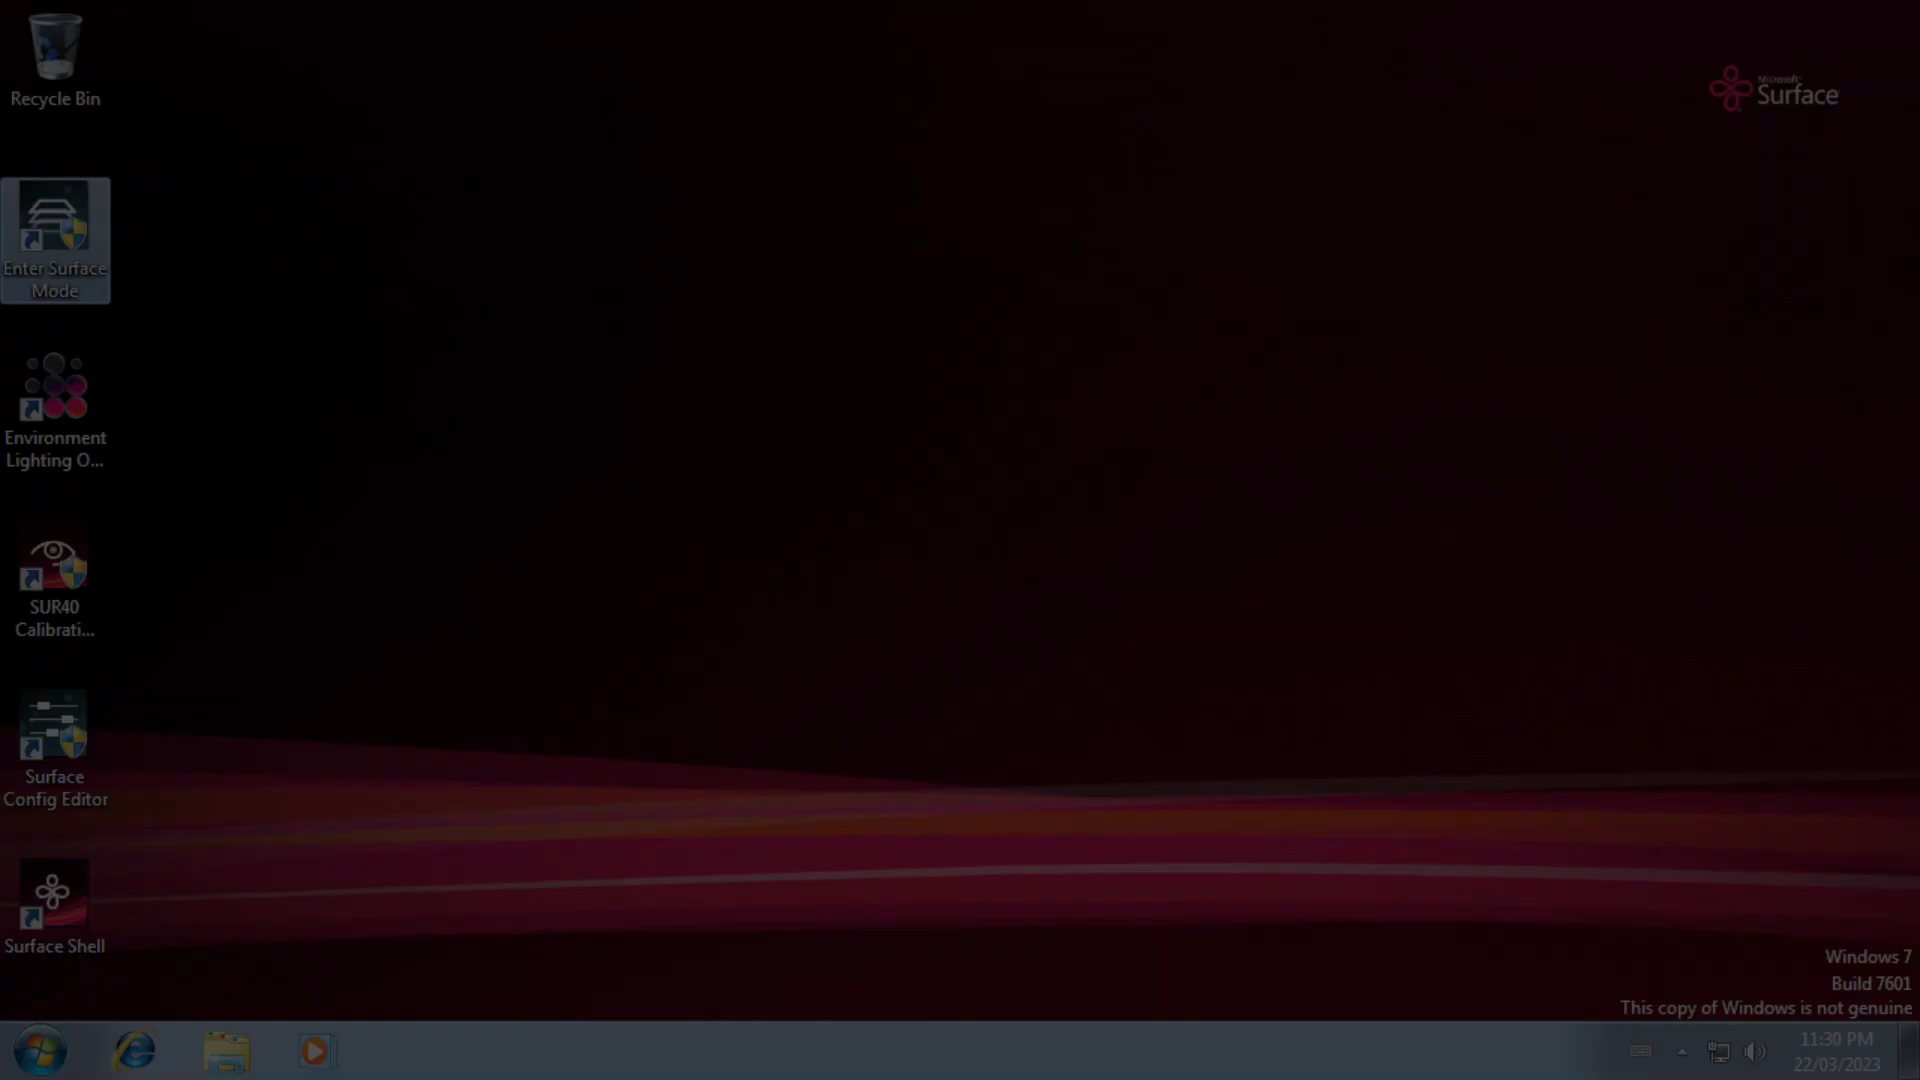 Recycle Bin
Microsoft®
Surface
Enter Surface
Mode
Environment
Lighting O...
SUR40
Calibrati...
Surface
Config Editor
Surface Shell
Windows 7
Build 7601
This copy of Windows is not genuine
11:30 PM
22/03/2023